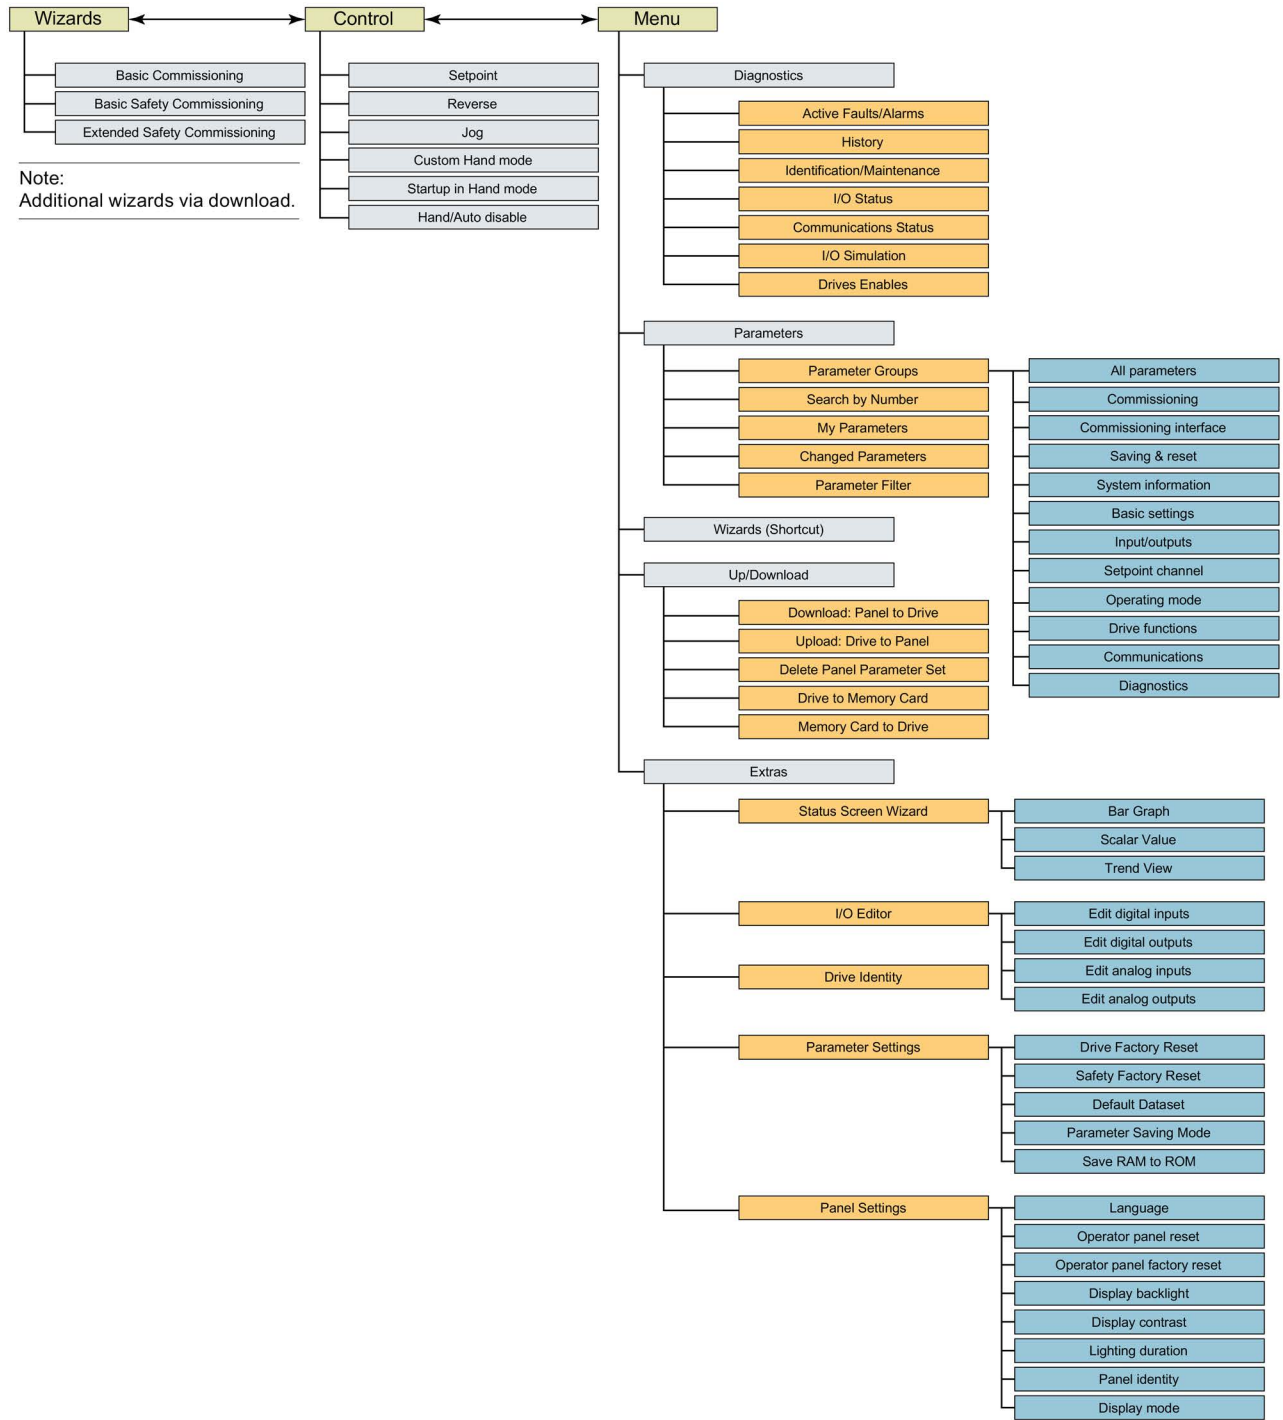 Wizards
Control
Menu
Basic Commissioning
Basic Safety Commissioning
Extended Safety Commissioning
Note:
Additional wizards via download.
Setpoint
Reverse
Jog
Custom Hand mode
Startup in Hand mode
Hand/Auto disable
Diagnostics
Active Faults/Alarms
History
Identification/Maintenance
I/O Status
Communications Status
I/O Simulation
Drives Enables
Parameters
Parameter Groups
Search by Number
My Parameters
Changed Parameters
Parameter Filter
All parameters
Commissioning
Commissioning interface
Saving & reset
System information
Basic settings
Input/outputs
Setpoint channel
Operating mode
Drive functions
Communications
Diagnostics
Wizards (Shortcut)
Up/Download
Download: Panel to Drive
Upload: Drive to Panel
Delete Panel Parameter Set
Drive to Memory Card
Memory Card to Drive
Extras
Status Screen Wizard
Bar Graph
Scalar Value
Trend View
I/O Editor
Edit digital inputs
Edit digital outputs
Edit analog inputs
Edit analog outputs
Drive Identity
Parameter Settings
Drive Factory Reset
Safety Factory Reset
Default Dataset
Parameter Saving Mode
Save RAM to ROM
Panel Settings
Language
Operator panel reset
Operator panel factory reset
Display backlight
Display contrast
Lighting duration
Panel identity
Display mode